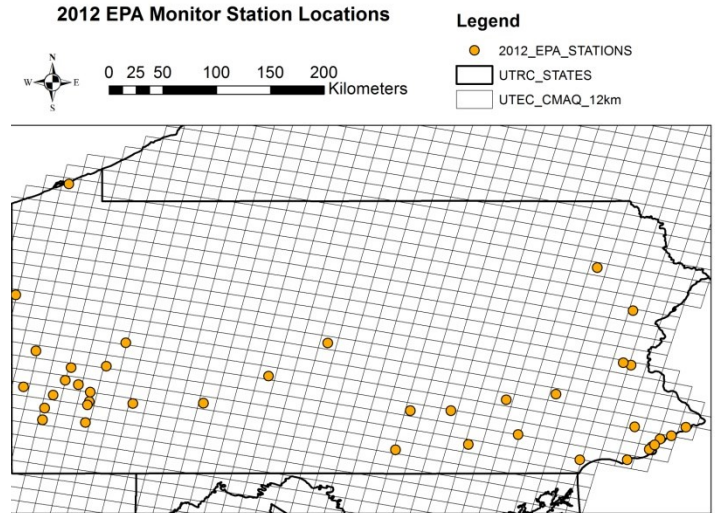 2012 EPA Monitor Station Locations
Legend
2012_EPA_STATIONS
UTRC_STATES
UTEC_CMAQ_12km
N
W
E
S
0 25 50 100 150 200
Kilometers